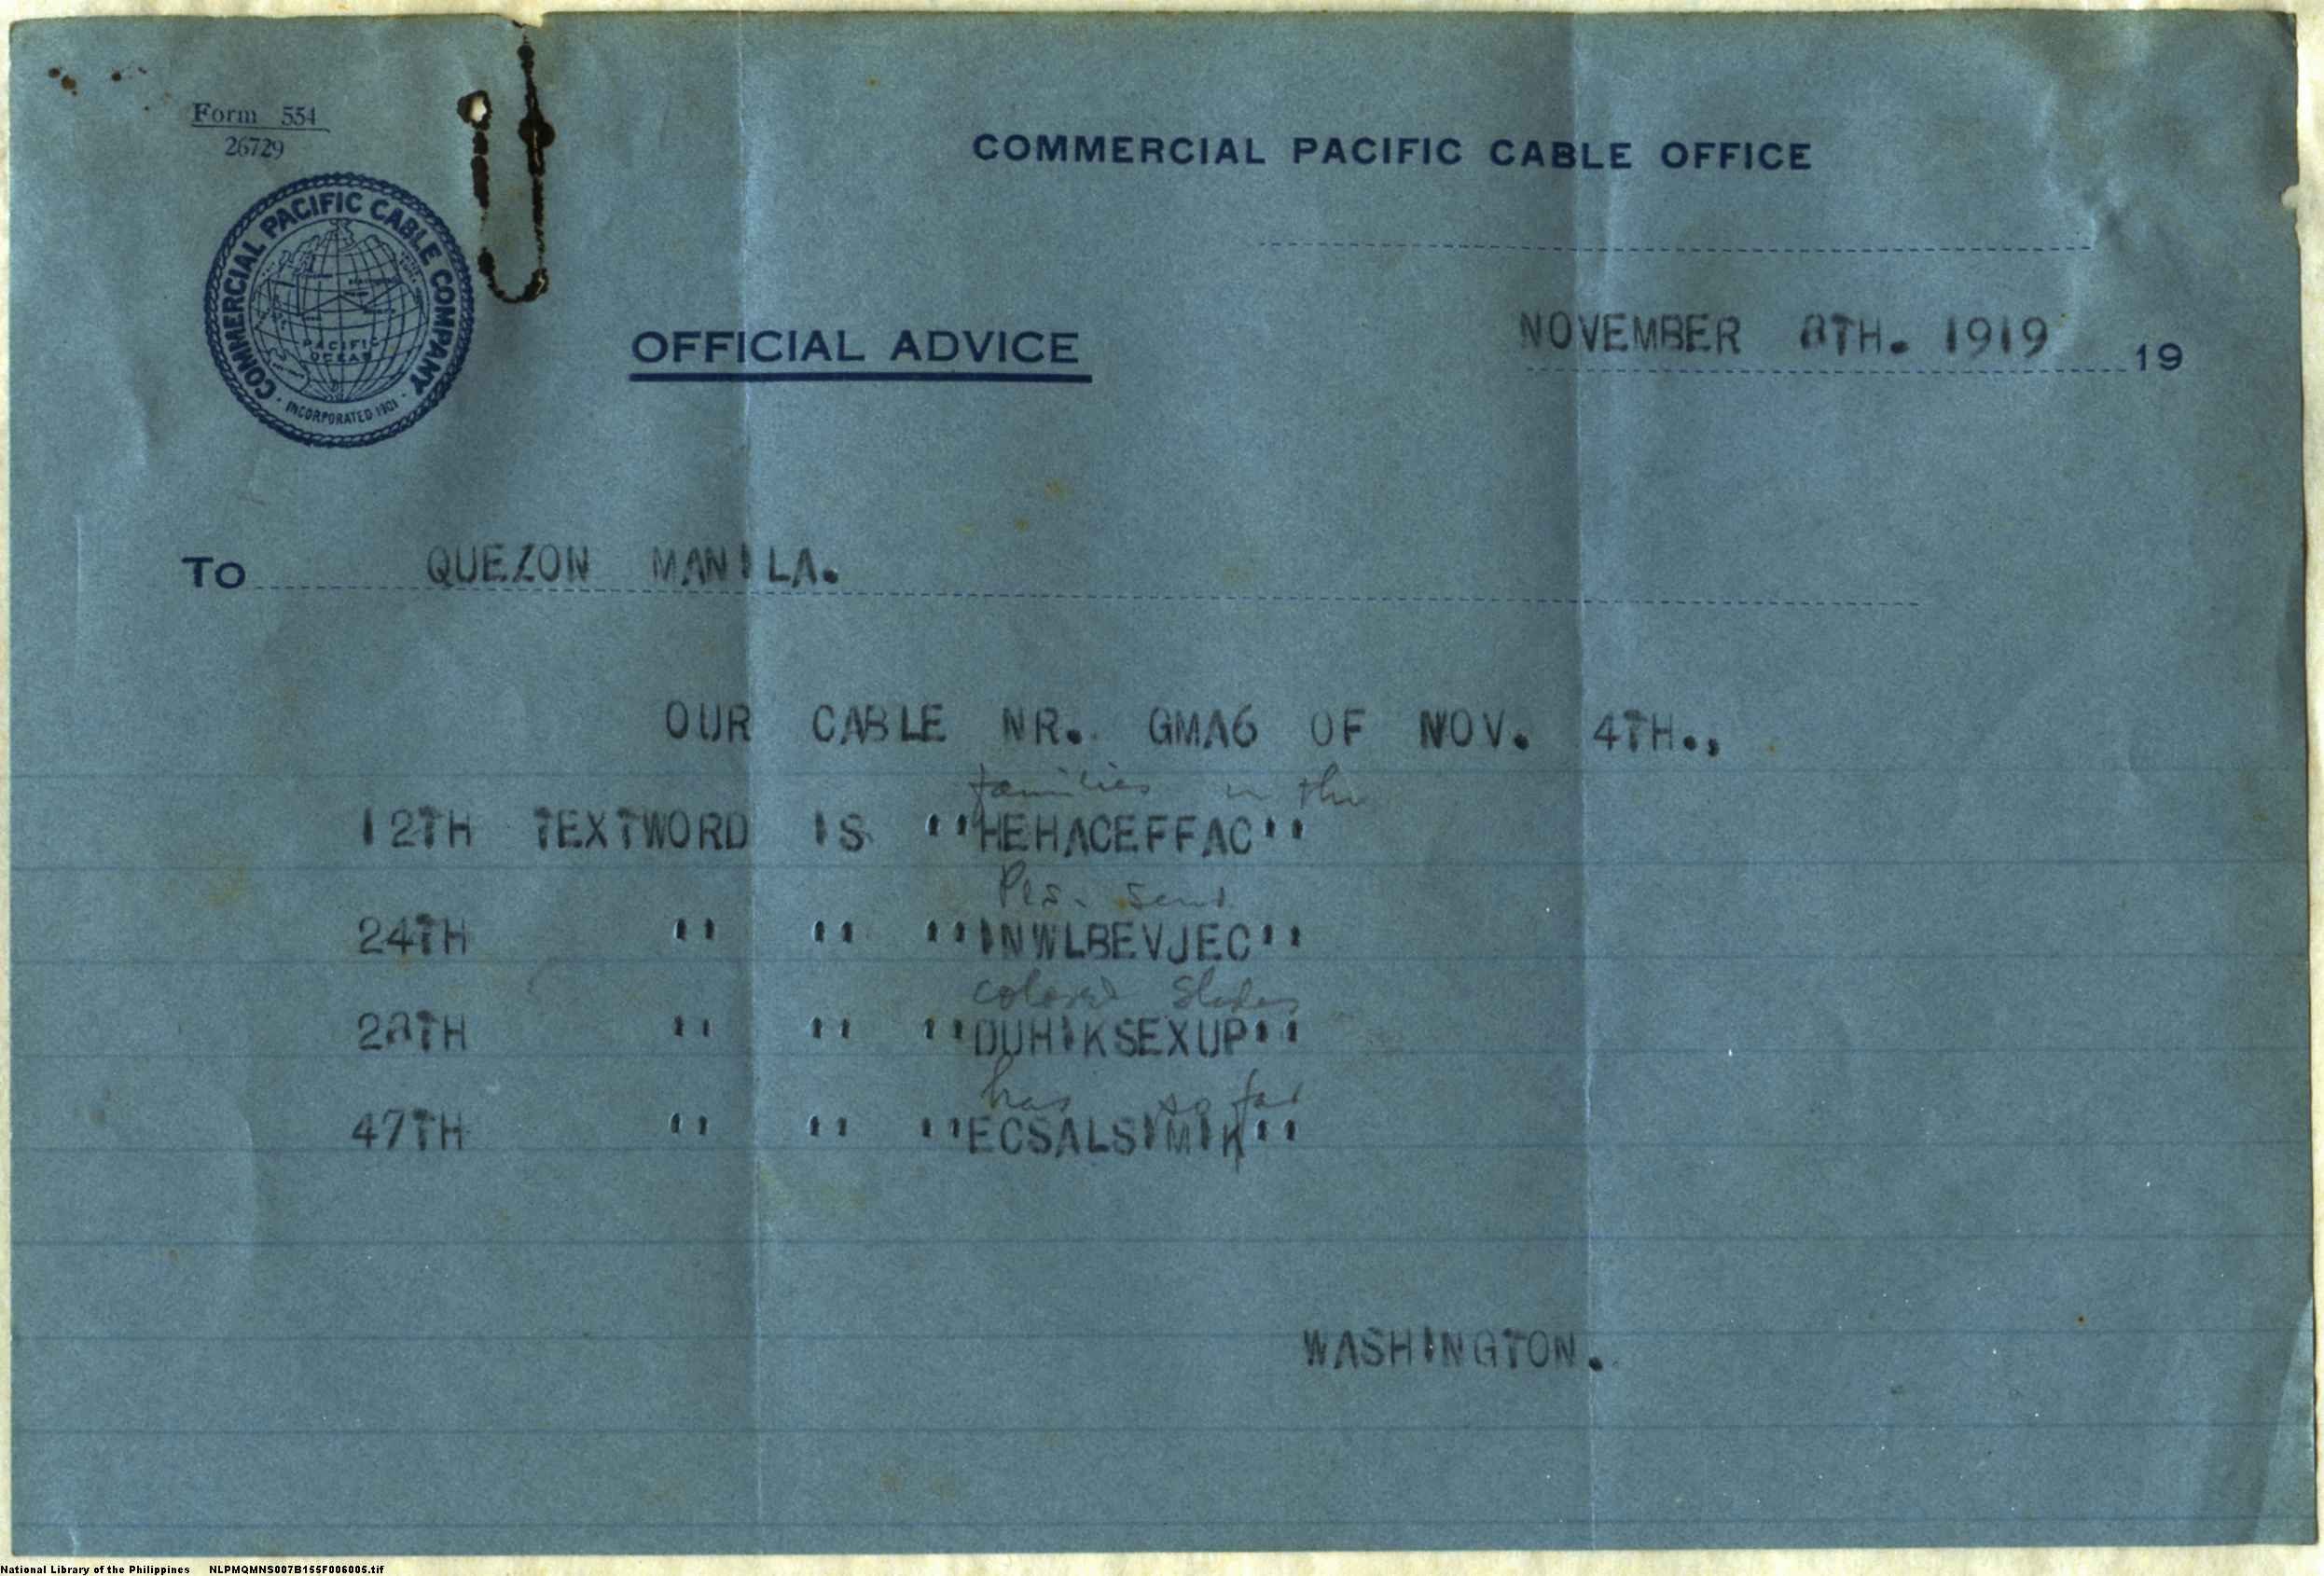 Form 554
26729
COMMERCIAL PACIFIC CABLE COMPANY
PACIFIC
OCEAN
· INCORPORATED 1901 ·
COMMERCIAL PACIFIC CABLE OFFICE
OFFICIAL ADVICE
NOVEMBER 8TH. 1919 19
To QUEZON MANILA.
OUR CABLE NR. GMA6 OF NOV. 4TH.,
families in the
12TH TEXTWORD IS "HEHACEFFAC"
Pls. send
24TH " " "INWLBEVJEC"
colored slides
28TH " " "DUHIKSEXUP"
has so far
47TH " " "ECSALSIMIK"
WASHINGTON.
National Library of the Philippines NLPMQMNS007B155F006005.tif